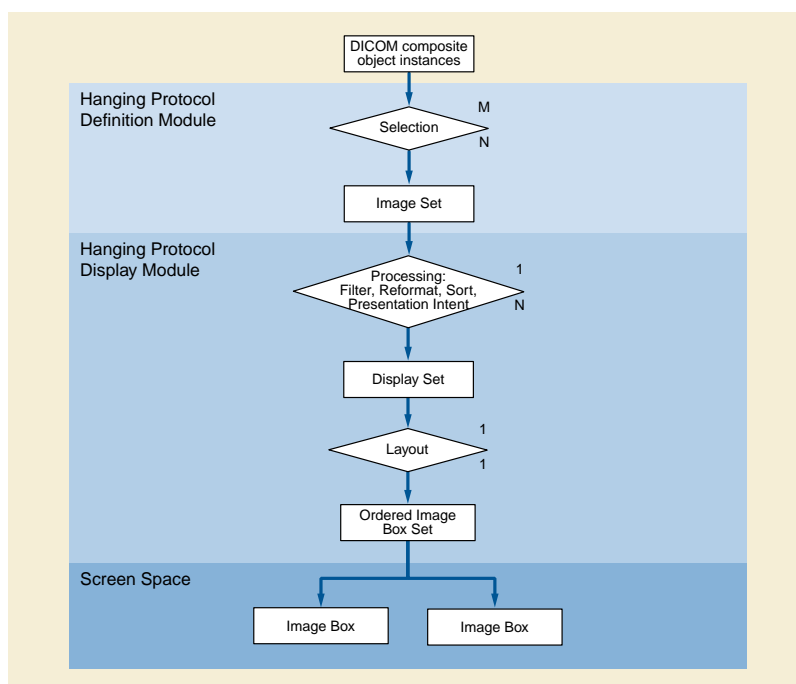 DICOM composite
object instances
Hanging Protocol
Definition Module
M
Selection
N
Image Set
Hanging Protocol
Display Module
1
Processing:
Filter, Reformat, Sort,
Presentation Intent
N
Display Set
1
Layout
1
Ordered Image
Box Set
Screen Space
Image Box
Image Box